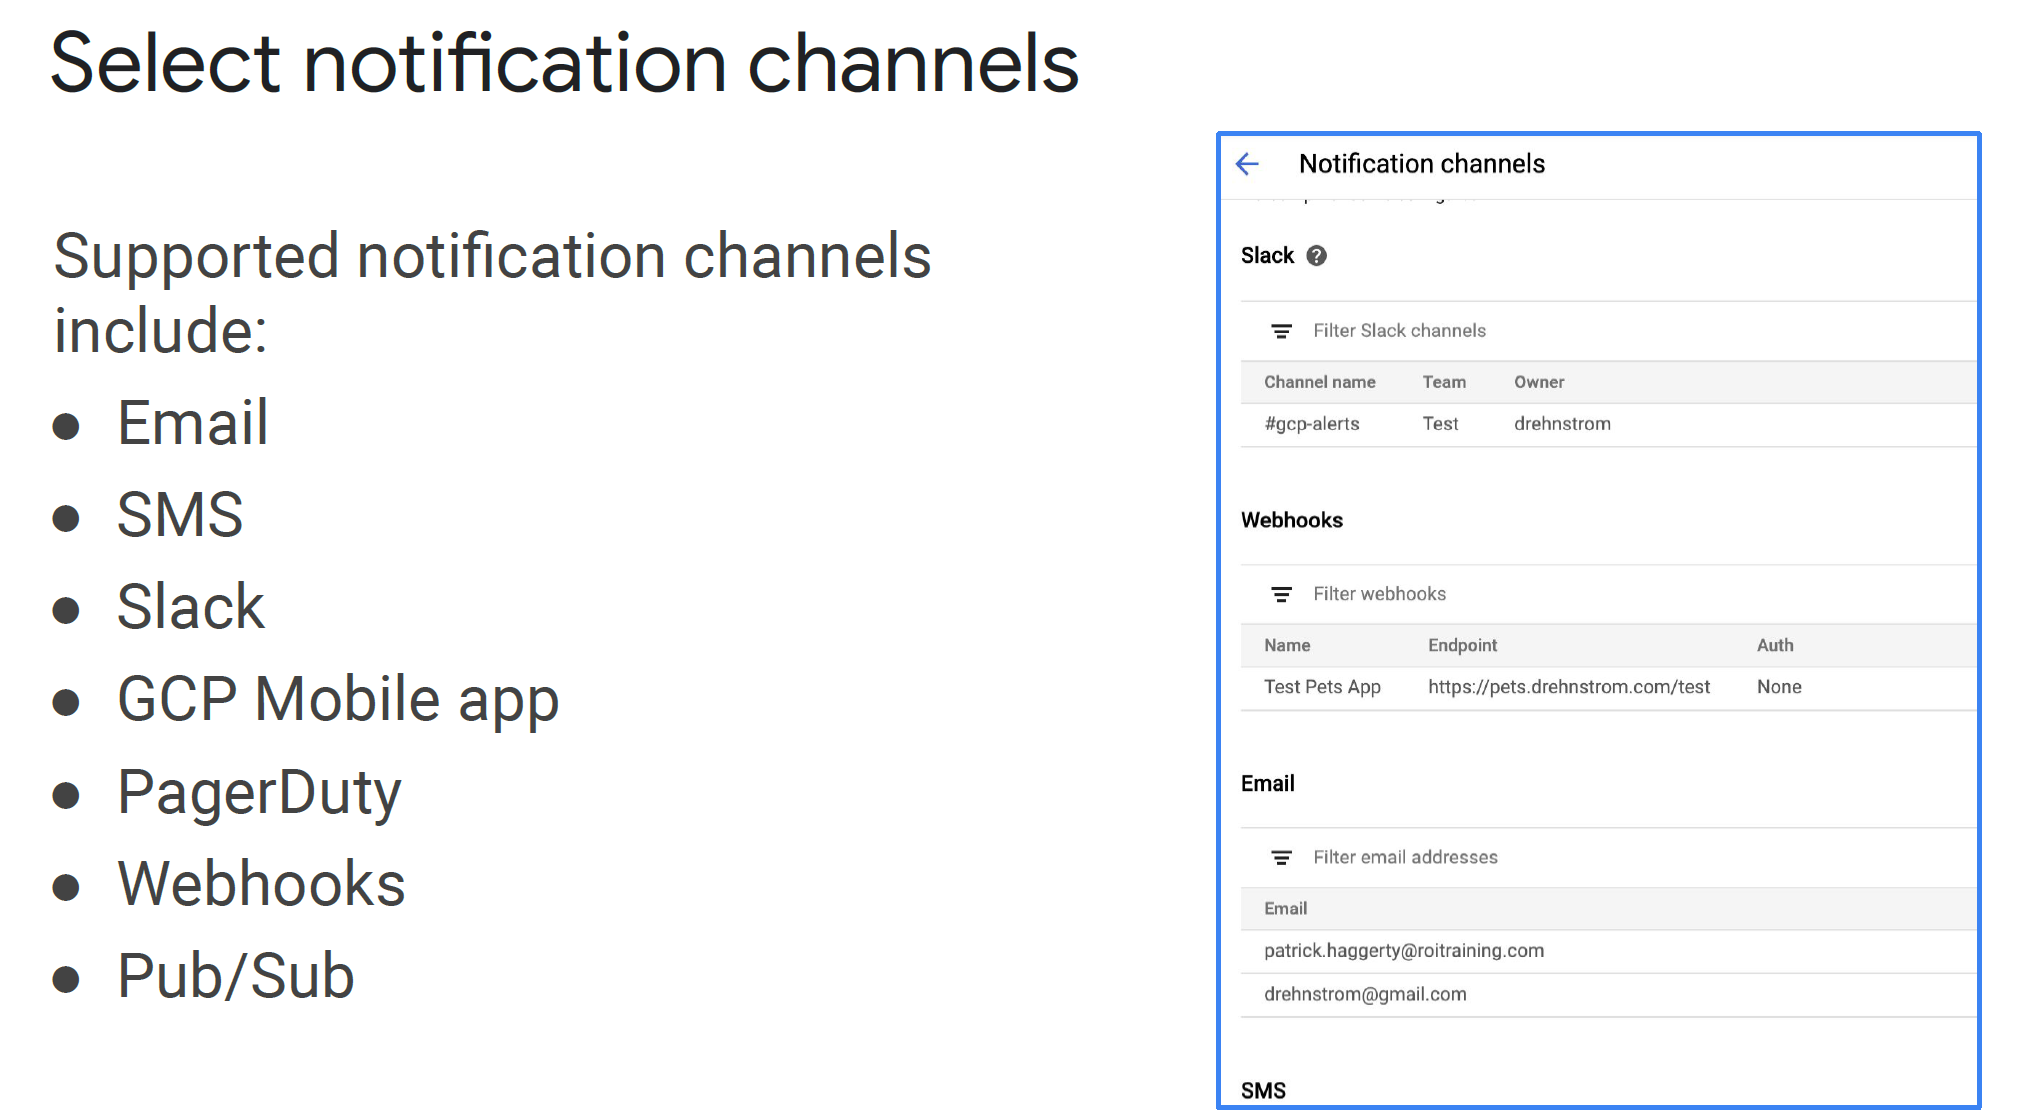 Select notification channels
Supported notification channels
include:
● Email
● SMS
● Slack
● GCP Mobile app
● PagerDuty
● Webhooks
● Pub/Sub
Notification channels
Slack
Filter Slack channels
Channel name Team Owner
#gcp-alerts Test drehnstrom
Webhooks
Filter webhooks
Name Endpoint Auth
Test Pets App https://pets.drehnstrom.com/test None
Email
Filter email addresses
Email
patrick.haggerty@roitraining.com
drehnstrom@gmail.com
SMS